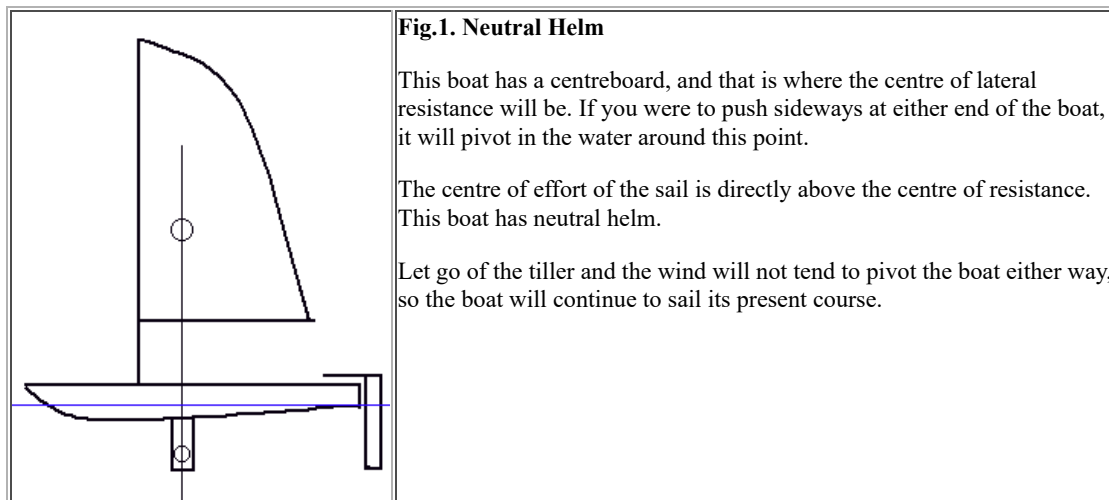 Fig.1. Neutral Helm
This boat has a centreboard, and that is where the centre of lateral
resistance will be. If you were to push sideways at either end of the boat,
it will pivot in the water around this point.
The centre of effort of the sail is directly above the centre of resistance.
This boat has neutral helm.
Let go of the tiller and the wind will not tend to pivot the boat either way,
so the boat will continue to sail its present course.